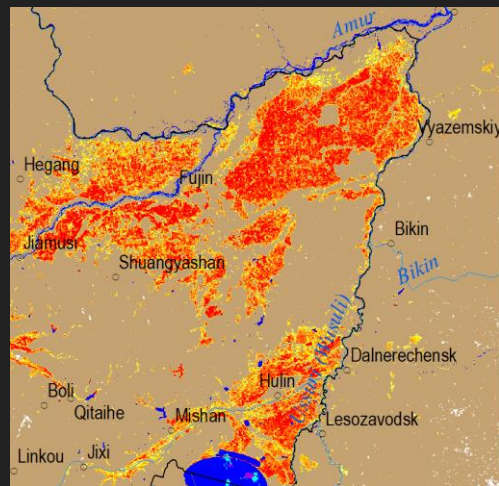 Amur
Vyazemskiy
Hegang
Fujin
Jiamusi
Bikin
Shuangyashan
Bikin
Dalnerechensk
Hulin
Boli
Qitaihe
Mishan
Lesozavodsk
Linkou
Jixi